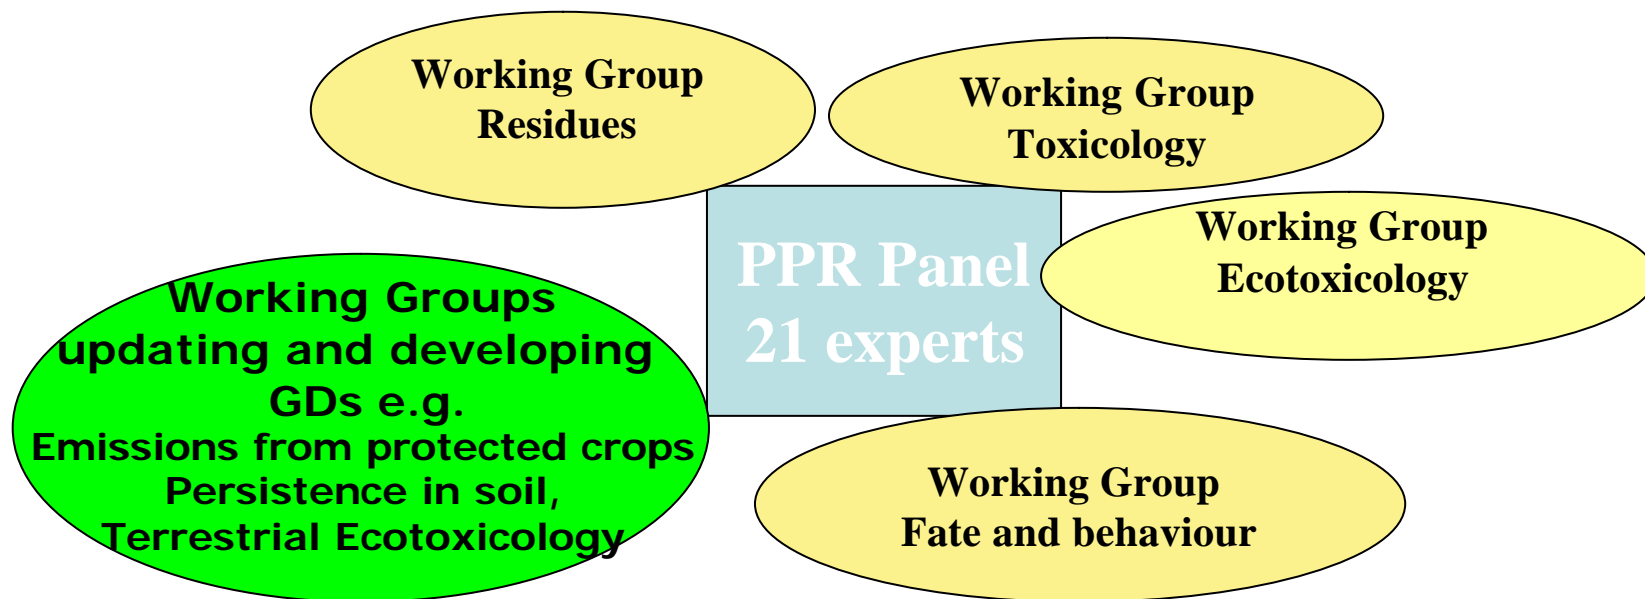 Working Group
Residues
Working Group
Toxicology
PPR Panel
21 experts
Working Group
Ecotoxicology
Working Groups
updating and developing
GDs e.g.
Emissions from protected crops
Persistence in soil,
Terrestrial Ecotoxicology
Working Group
Fate and behaviour